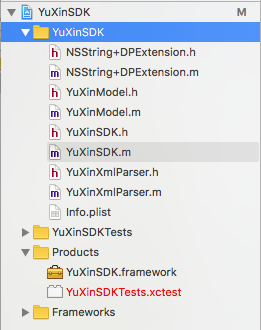 YuXinSDK M
YuXinSDK
h NSString+DPExtension.h
m NSString+DPExtension.m
h YuXinModel.h
m YuXinModel.m
h YuXinSDK.h
m YuXinSDK.m
h YuXinXmlParser.h
m YuXinXmlParser.m
Info.plist
YuXinSDKTests
Products
YuXinSDK.framework
YuXinSDKTests.xctest
Frameworks